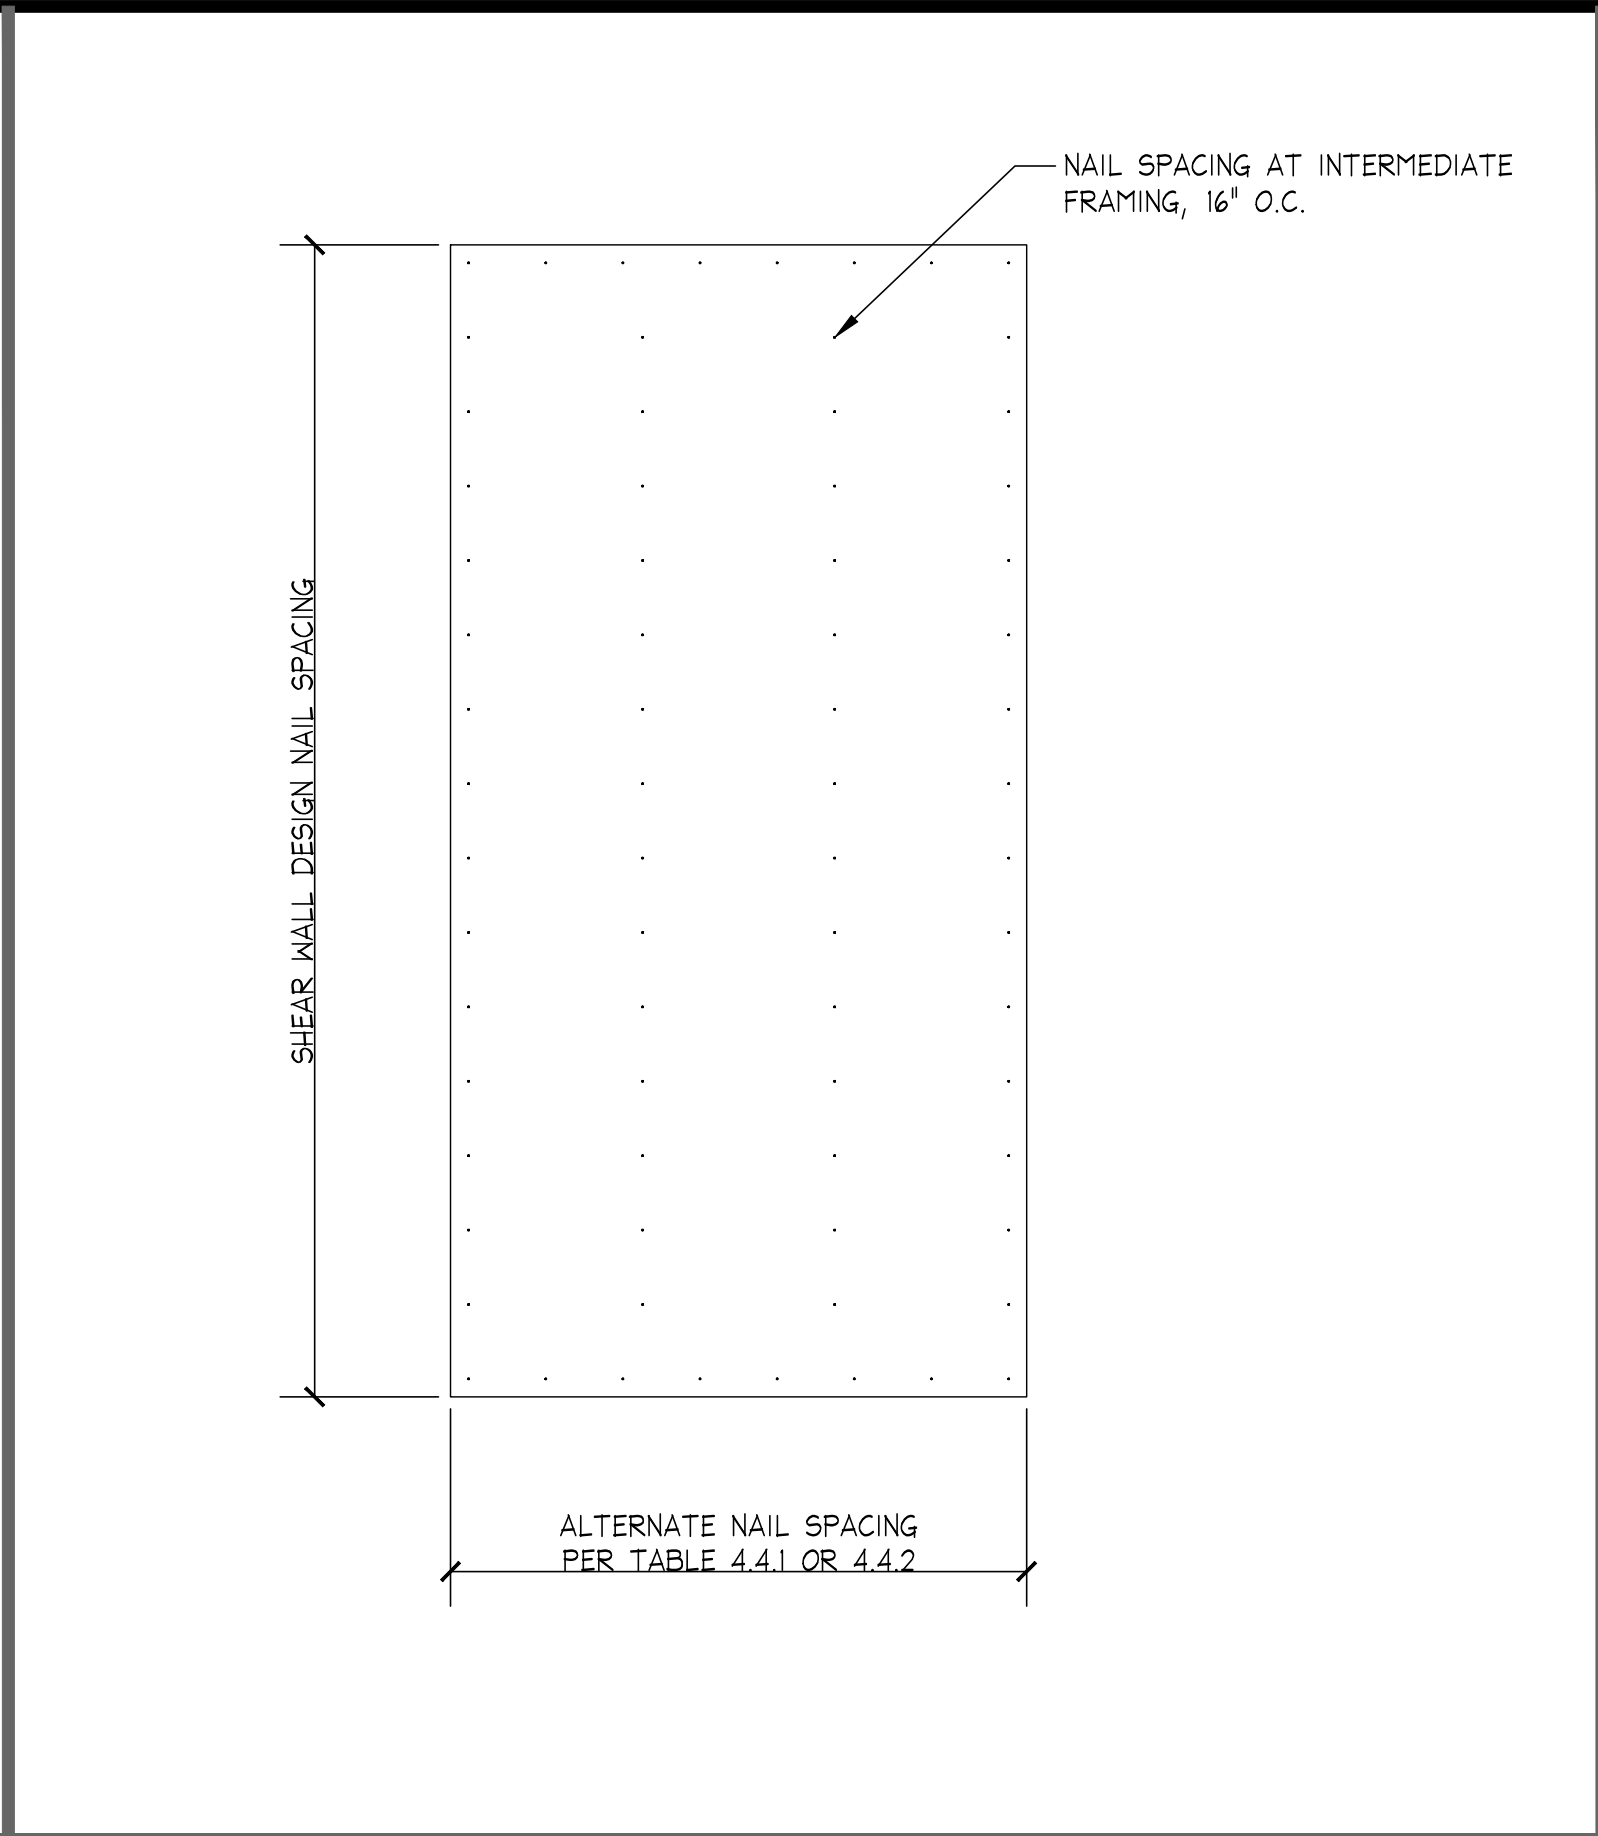 NAIL SPACING AT INTERMEDIATE
FRAMING, 16" O.C.
SHEAR WALL DESIGN NAIL SPACING
ALTERNATE NAIL SPACING
PER TABLE 4.4.1 OR 4.4.2